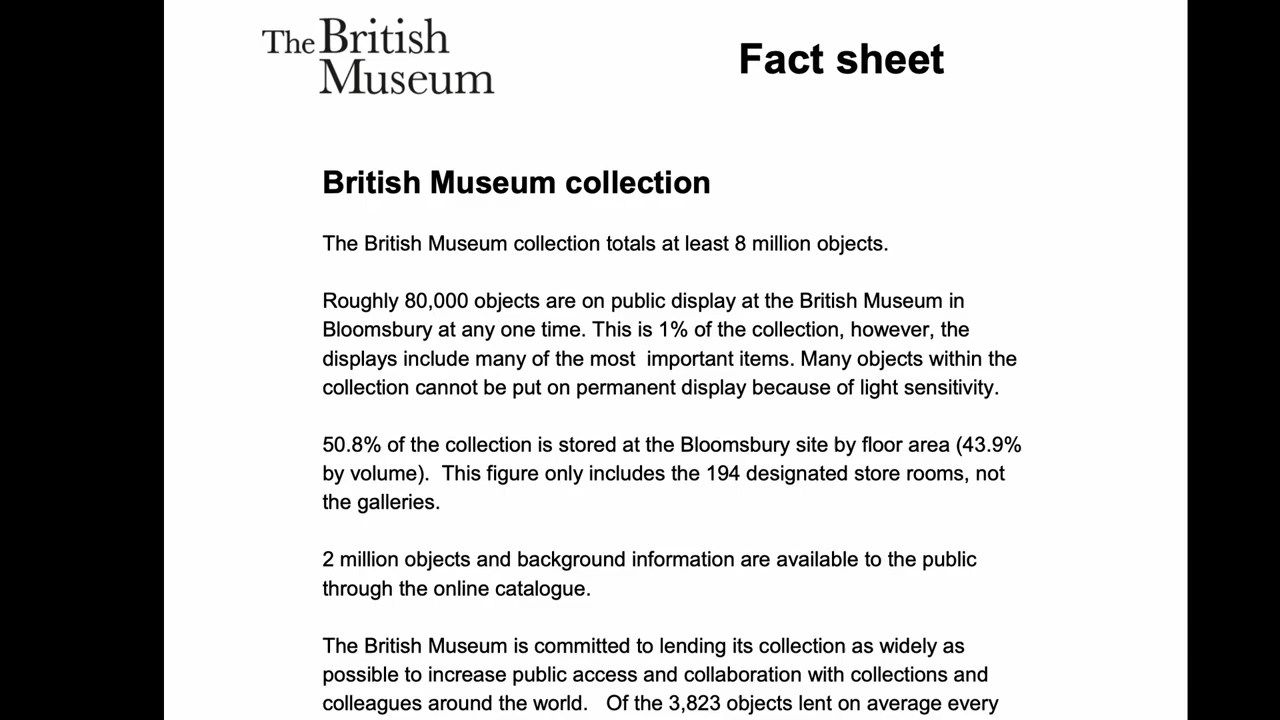 The British
Museum
Fact sheet
British Museum collection
The British Museum collection totals at least 8 million objects.
Roughly 80,000 objects are on public display at the British Museum in
Bloomsbury at any one time. This is 1% of the collection, however, the
displays include many of the most  important items. Many objects within the
collection cannot be put on permanent display because of light sensitivity.
50.8% of the collection is stored at the Bloomsbury site by floor area (43.9%
by volume).  This figure only includes the 194 designated store rooms, not
the galleries.
2 million objects and background information are available to the public
through the online catalogue.
The British Museum is committed to lending its collection as widely as
possible to increase public access and collaboration with collections and
colleagues around the world.   Of the 3,823 objects lent on average every